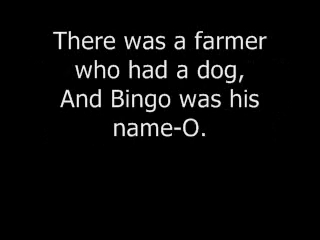 There was a farmer
who had a dog,
And Bingo was his
name-O.